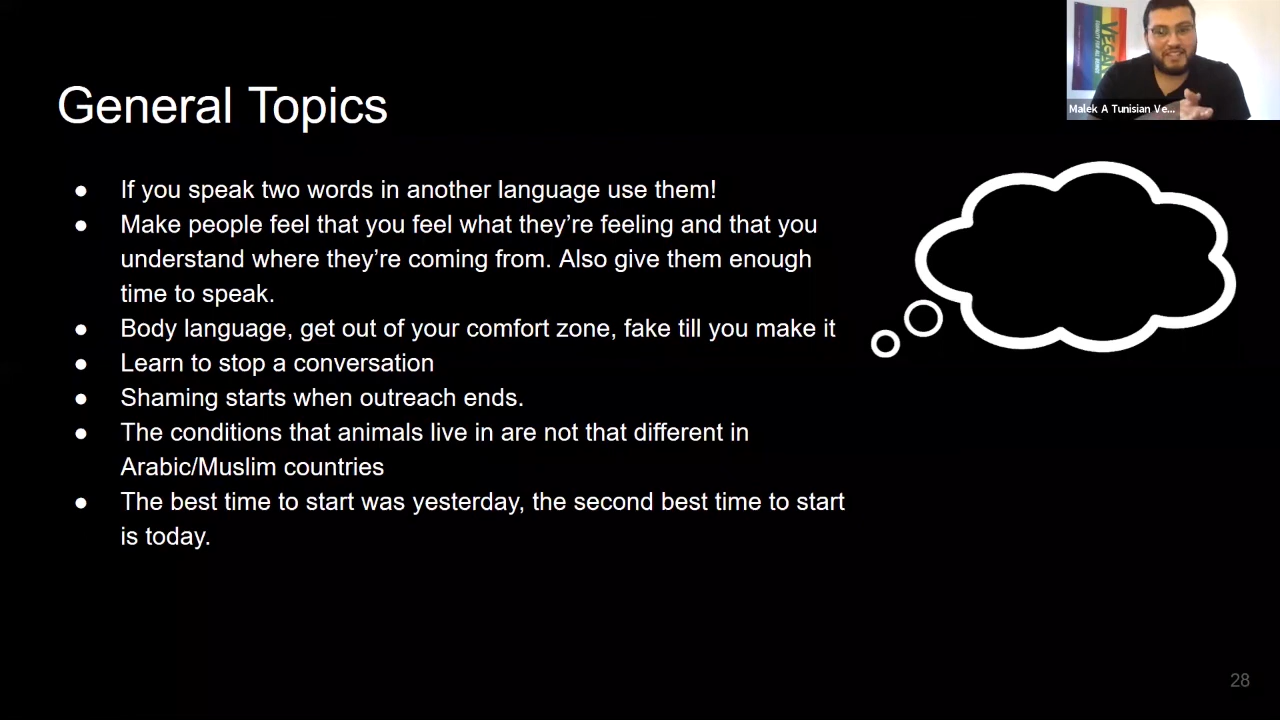 General Topics
● If you speak two words in another language use them!
● Make people feel that you feel what they’re feeling and that you
understand where they’re coming from. Also give them enough
time to speak.
● Body language, get out of your comfort zone, fake till you make it
● Learn to stop a conversation
● Shaming starts when outreach ends.
● The conditions that animals live in are not that different in
Arabic/Muslim countries
● The best time to start was yesterday, the second best time to start
is today.
VEGAN
Malek A Tunisian Ve...
28